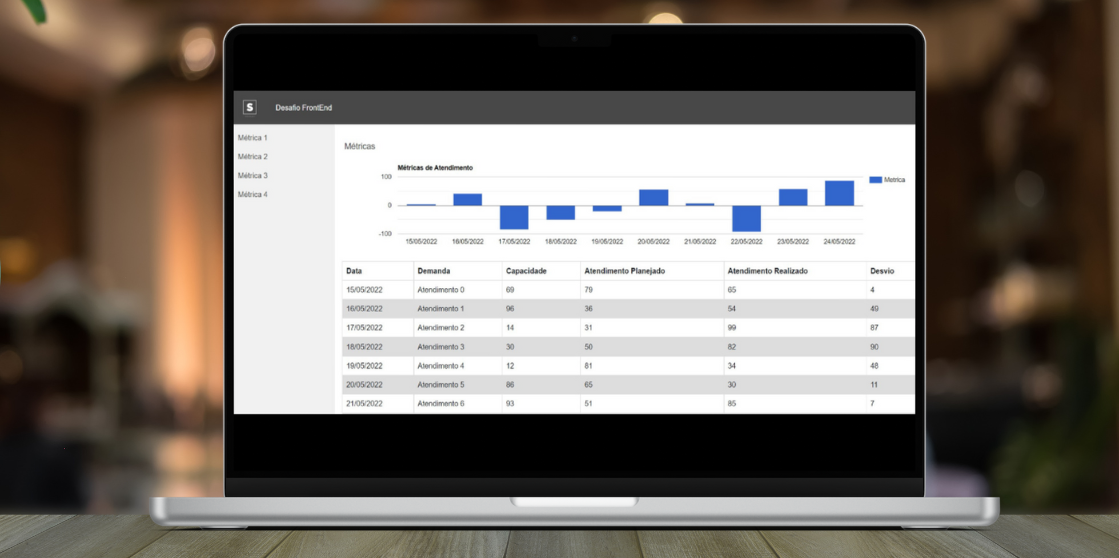 S Desafio FrontEnd
Métrica 1
Métrica 2
Métrica 3
Métrica 4
Métricas
Métricas de Atendimento
100
0
-100
Metrica
15/05/2022 16/05/2022 17/05/2022 18/05/2022 19/05/2022 20/05/2022 21/05/2022 22/05/2022 23/05/2022 24/05/2022
Data Demanda Capacidade Atendimento Planejado Atendimento Realizado Desvio
15/05/2022 Atendimento 0 69 79 65 4
16/05/2022 Atendimento 1 96 36 54 49
17/05/2022 Atendimento 2 14 31 99 87
18/05/2022 Atendimento 3 30 50 82 90
19/05/2022 Atendimento 4 12 81 34 48
20/05/2022 Atendimento 5 86 65 30 11
21/05/2022 Atendimento 6 93 51 85 7